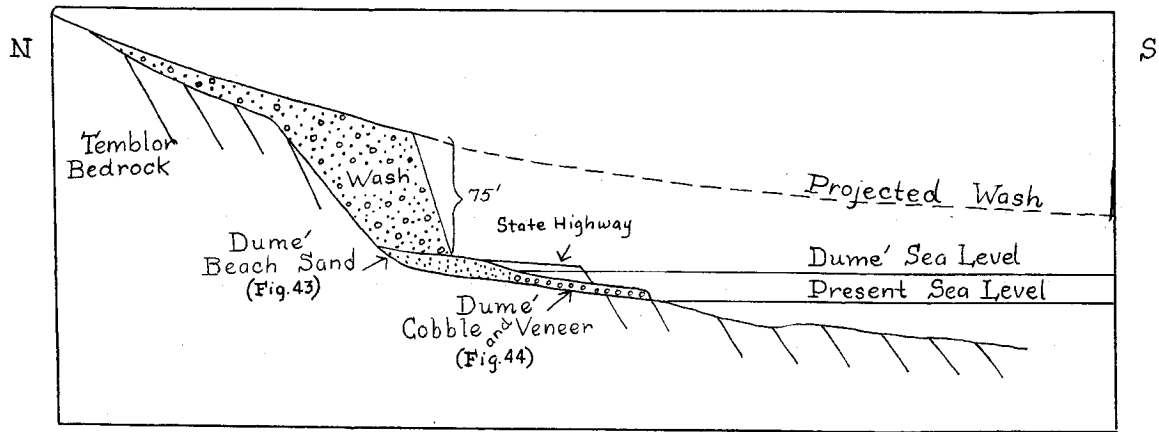 N
S
Temblor
Bedrock
Wash
75'
Projected Wash
State Highway
Dume'
Beach Sand
(Fig.43)
Dume' Sea Level
Present Sea Level
Dume'
Cobble and Veneer
(Fig.44)